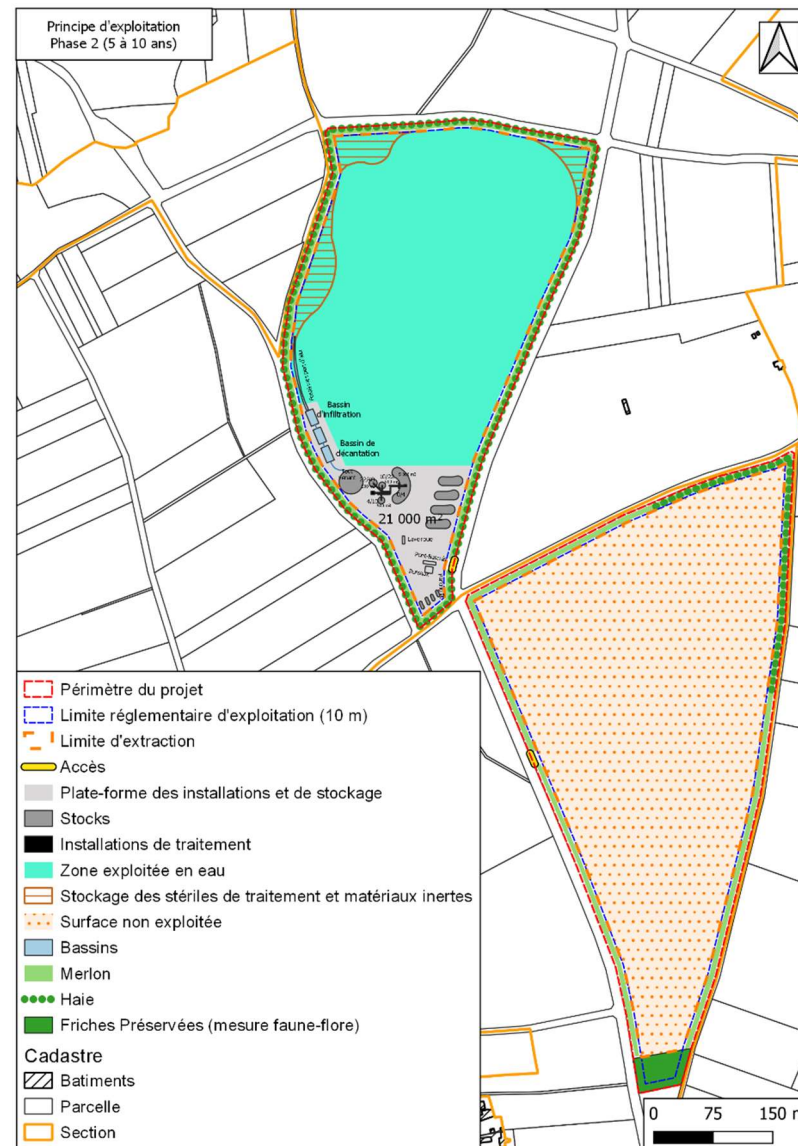 Principe d'exploitation
Phase 2 (5 à 10 ans)
Bassin
d'infiltration
Bassin de
décantation
21 000 m²
Périmètre du projet
Limite réglementaire d'exploitation (10 m)
Limite d'extraction
Accès
Plate-forme des installations et de stockage
Stocks
Installations de traitement
Zone exploitée en eau
Stockage des stériles de traitement et matériaux inertes
Surface non exploitée
Bassins
Merlon
Haie
Friches Préservées (mesure faune-flore)
Cadastre
Batiments
Parcelle
Section
0 75 150 m